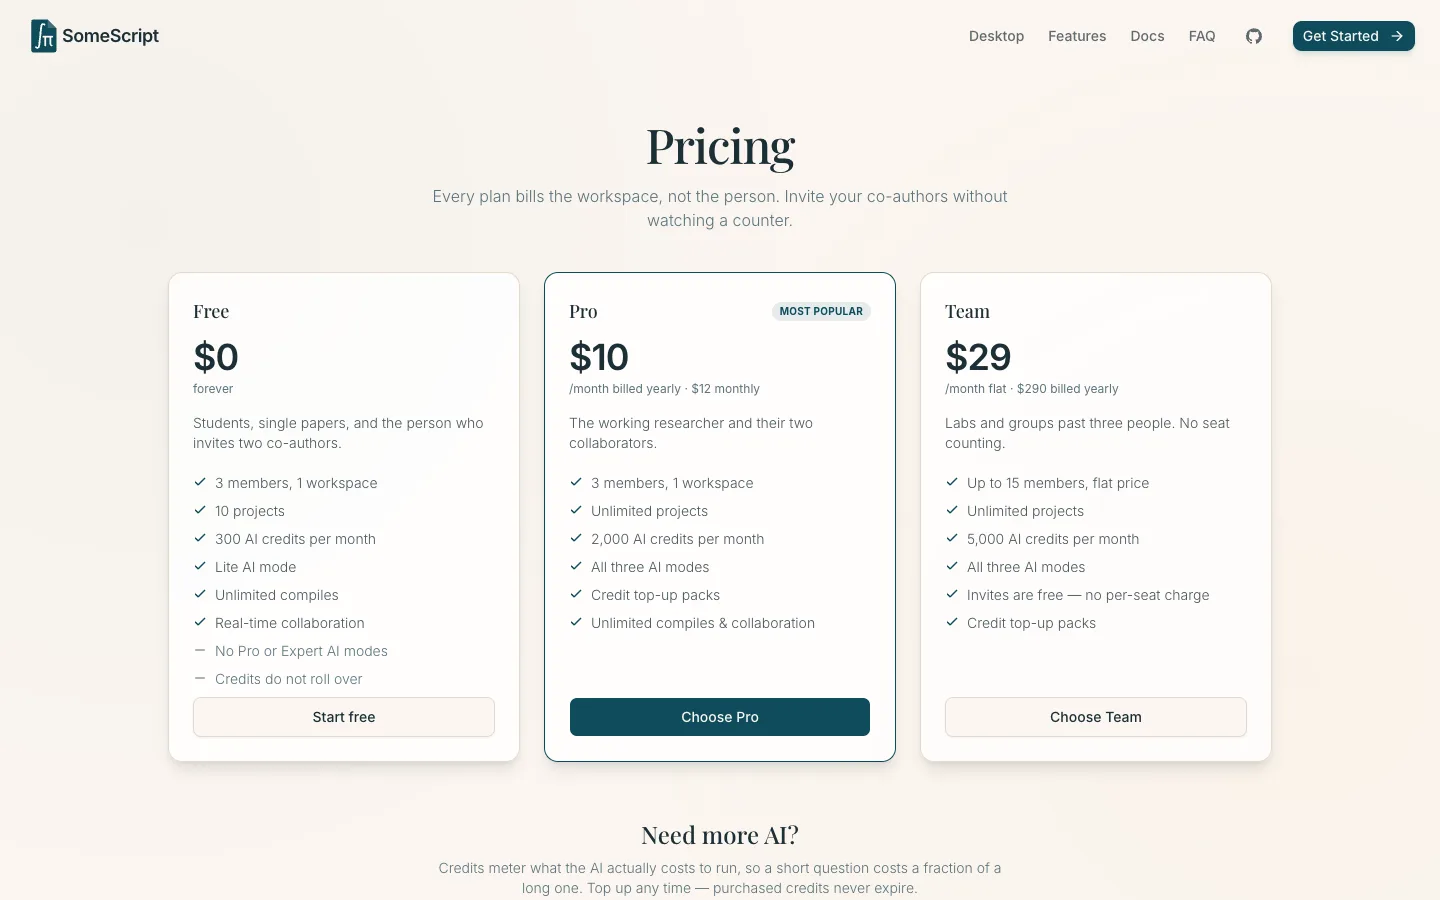 SomeScript
Desktop
Features
Docs
FAQ
Get Started
Pricing
Every plan bills the workspace, not the person. Invite your co-authors without
watching a counter.
Free
$0
forever
Students, single papers, and the person who
invites two co-authors.
3 members, 1 workspace
10 projects
300 AI credits per month
Lite AI mode
Unlimited compiles
Real-time collaboration
No Pro or Expert AI modes
Credits do not roll over
Start free
Pro
MOST POPULAR
$10
/month billed yearly · $12 monthly
The working researcher and their two
collaborators.
3 members, 1 workspace
Unlimited projects
2,000 AI credits per month
All three AI modes
Credit top-up packs
Unlimited compiles & collaboration
Choose Pro
Team
$29
/month flat · $290 billed yearly
Labs and groups past three people. No seat
counting.
Up to 15 members, flat price
Unlimited projects
5,000 AI credits per month
All three AI modes
Invites are free — no per-seat charge
Credit top-up packs
Choose Team
Need more AI?
Credits meter what the AI actually costs to run, so a short question costs a fraction of a
long one. Top up any time — purchased credits never expire.